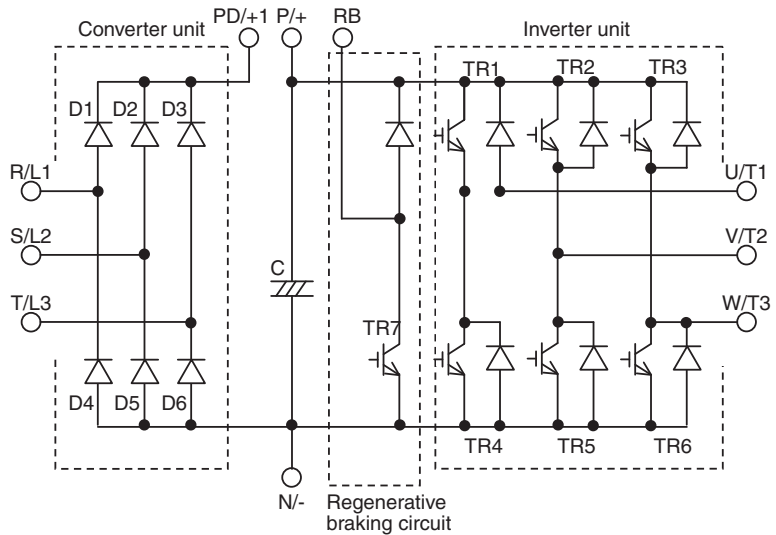 PD/+1 P/+ RB
Converter unit
Inverter unit
TR1 TR2 TR3
D1 D2 D3
R/L1
U/T1
S/L2
V/T2
C
T/L3
W/T3
TR7
D4 D5 D6
TR4 TR5 TR6
N/-
Regenerative
braking circuit